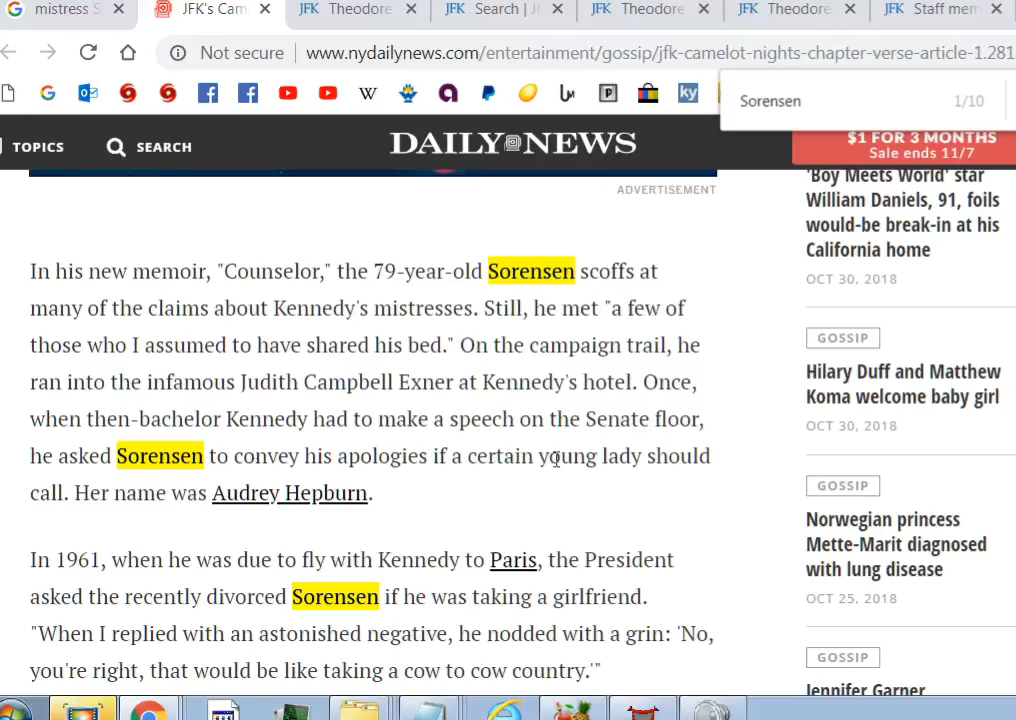 mistress S
JFK's Cam
JFK Theodore
JFK Search | J
JFK Theodore
JFK Theodore
JFK Staff mem
Not secure
www.nydailynews.com/entertainment/gossip/jfk-camelot-nights-chapter-verse-article-1.281
Sorensen 1/10
TOPICS
SEARCH
DAILY NEWS
$1 FOR 3 MONTHS
Sale ends 11/7
ADVERTISEMENT
In his new memoir, "Counselor," the 79-year-old Sorensen scoffs at
many of the claims about Kennedy's mistresses. Still, he met "a few of
those who I assumed to have shared his bed." On the campaign trail, he
ran into the infamous Judith Campbell Exner at Kennedy's hotel. Once,
when then-bachelor Kennedy had to make a speech on the Senate floor,
he asked Sorensen to convey his apologies if a certain young lady should
call. Her name was Audrey Hepburn.
In 1961, when he was due to fly with Kennedy to Paris, the President
asked the recently divorced Sorensen if he was taking a girlfriend.
"When I replied with an astonished negative, he nodded with a grin: 'No,
you're right, that would be like taking a cow to cow country.'"
'Boy Meets World' star
William Daniels, 91, foils
would-be break-in at his
California home
OCT 30, 2018
GOSSIP
Hilary Duff and Matthew
Koma welcome baby girl
OCT 30, 2018
GOSSIP
Norwegian princess
Mette-Marit diagnosed
with lung disease
OCT 25, 2018
GOSSIP
Jennifer Garner